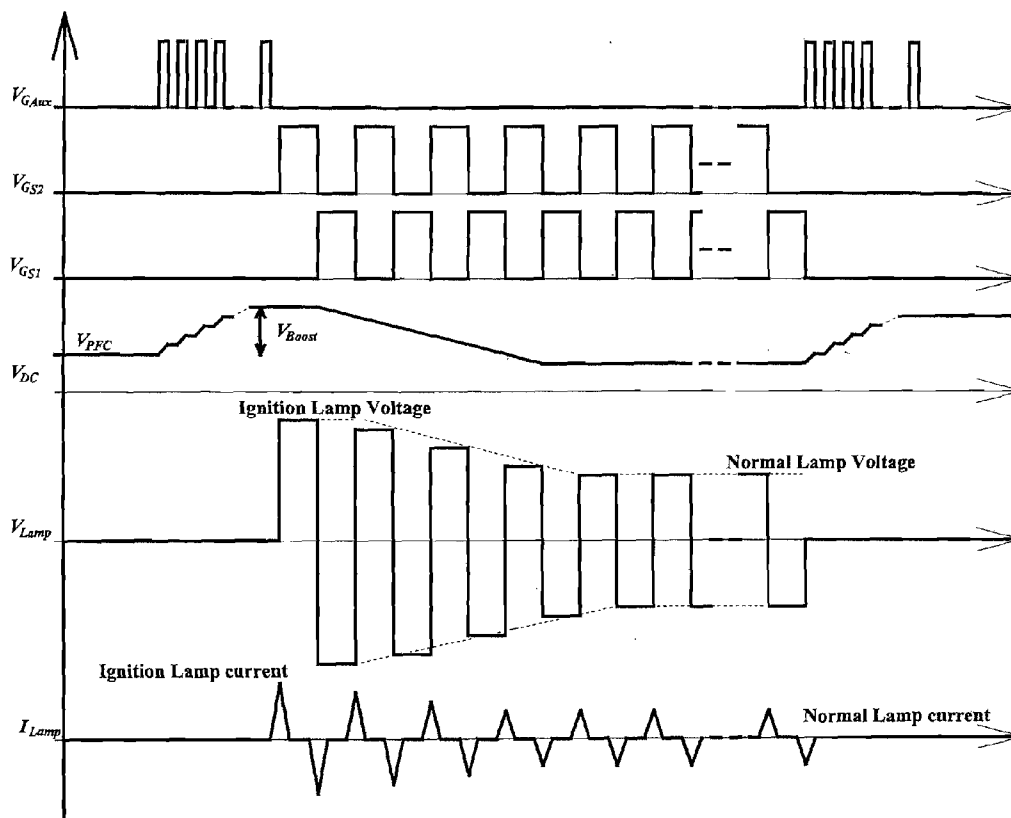 V_GAux
V_GS2
V_GS1
V_PFC
V_Boost
V_DC
Ignition Lamp Voltage
Normal Lamp Voltage
V_Lamp
Ignition Lamp current
I_Lamp
Normal Lamp current